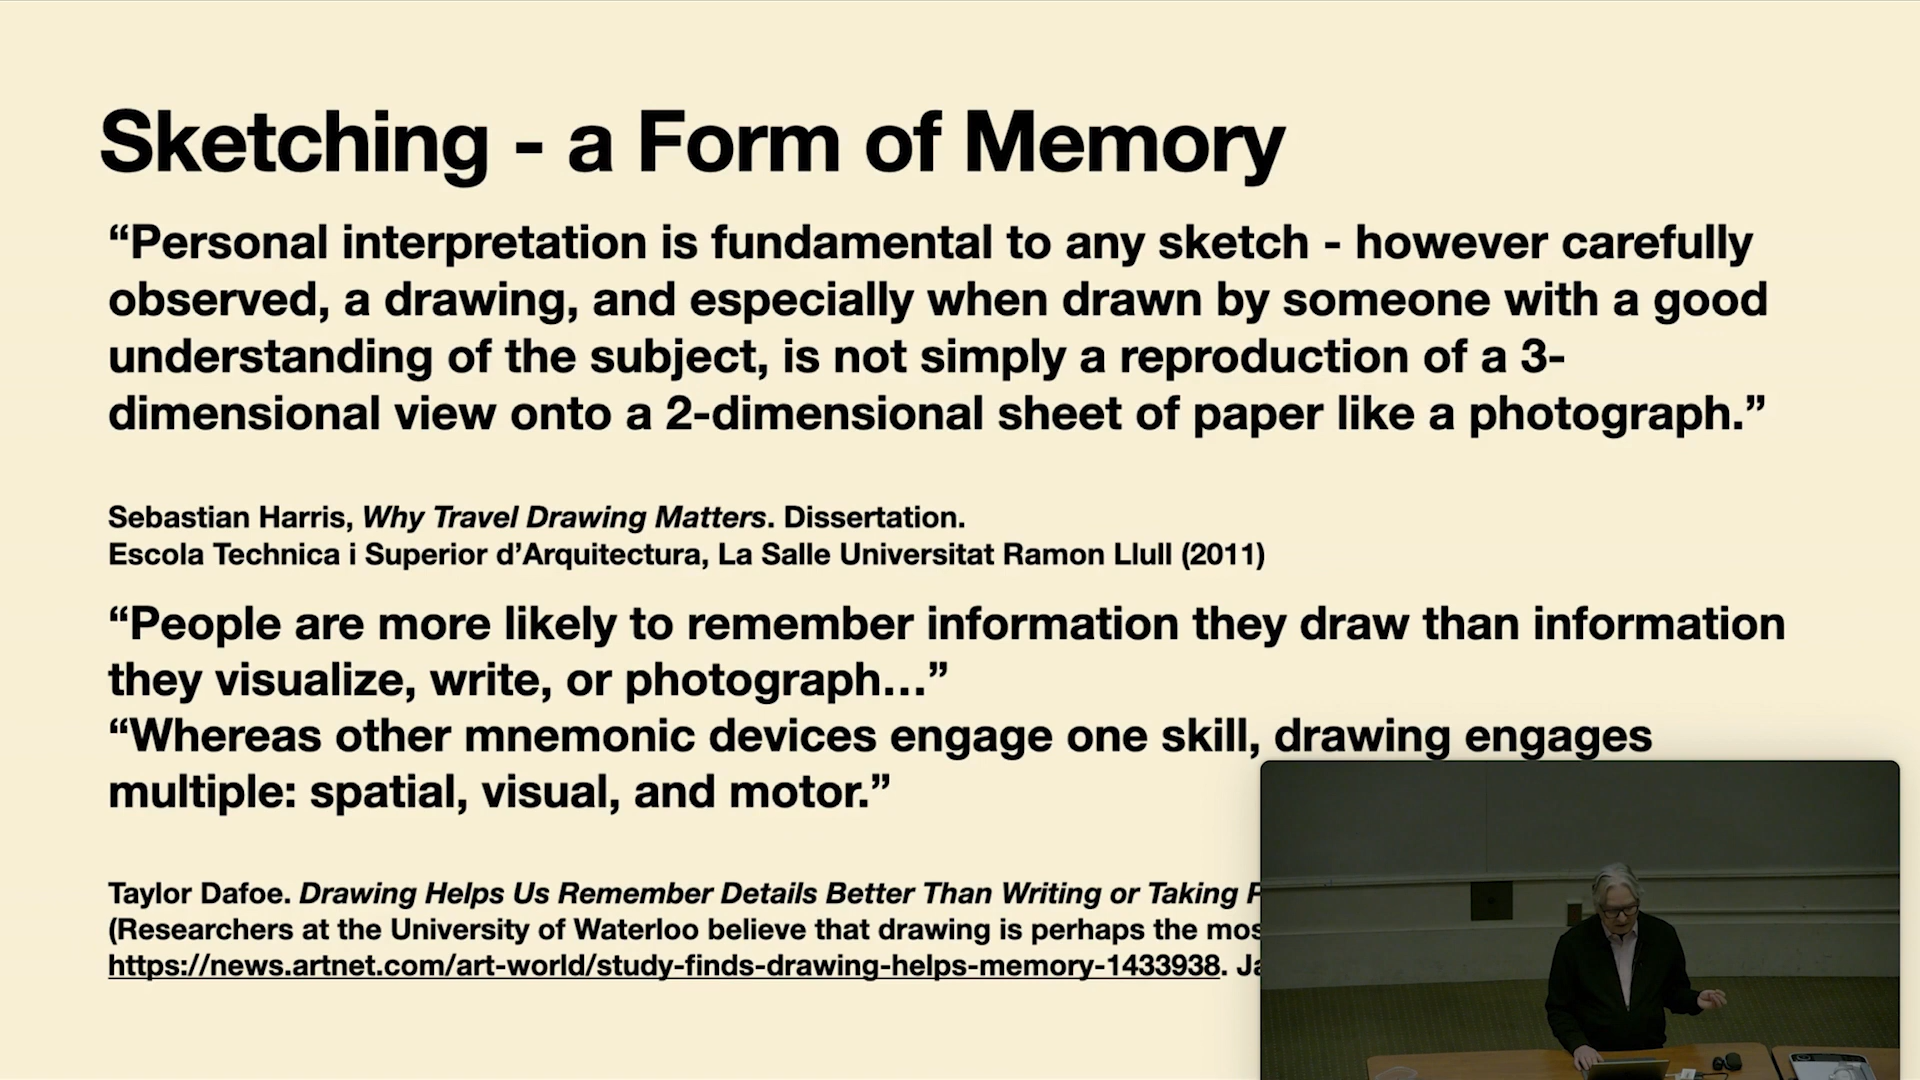 Sketching - a Form of Memory
“Personal interpretation is fundamental to any sketch - however carefully
observed, a drawing, and especially when drawn by someone with a good
understanding of the subject, is not simply a reproduction of a 3-
dimensional view onto a 2-dimensional sheet of paper like a photograph.”
Sebastian Harris, Why Travel Drawing Matters. Dissertation.
Escola Technica i Superior d’Arquitectura, La Salle Universitat Ramon Llull (2011)
“People are more likely to remember information they draw than information
they visualize, write, or photograph…”
“Whereas other mnemonic devices engage one skill, drawing engages
multiple: spatial, visual, and motor.”
Taylor Dafoe. Drawing Helps Us Remember Details Better Than Writing or Taking
(Researchers at the University of Waterloo believe that drawing is perhaps the
https://news.artnet.com/art-world/study-finds-drawing-helps-memory-1433938.